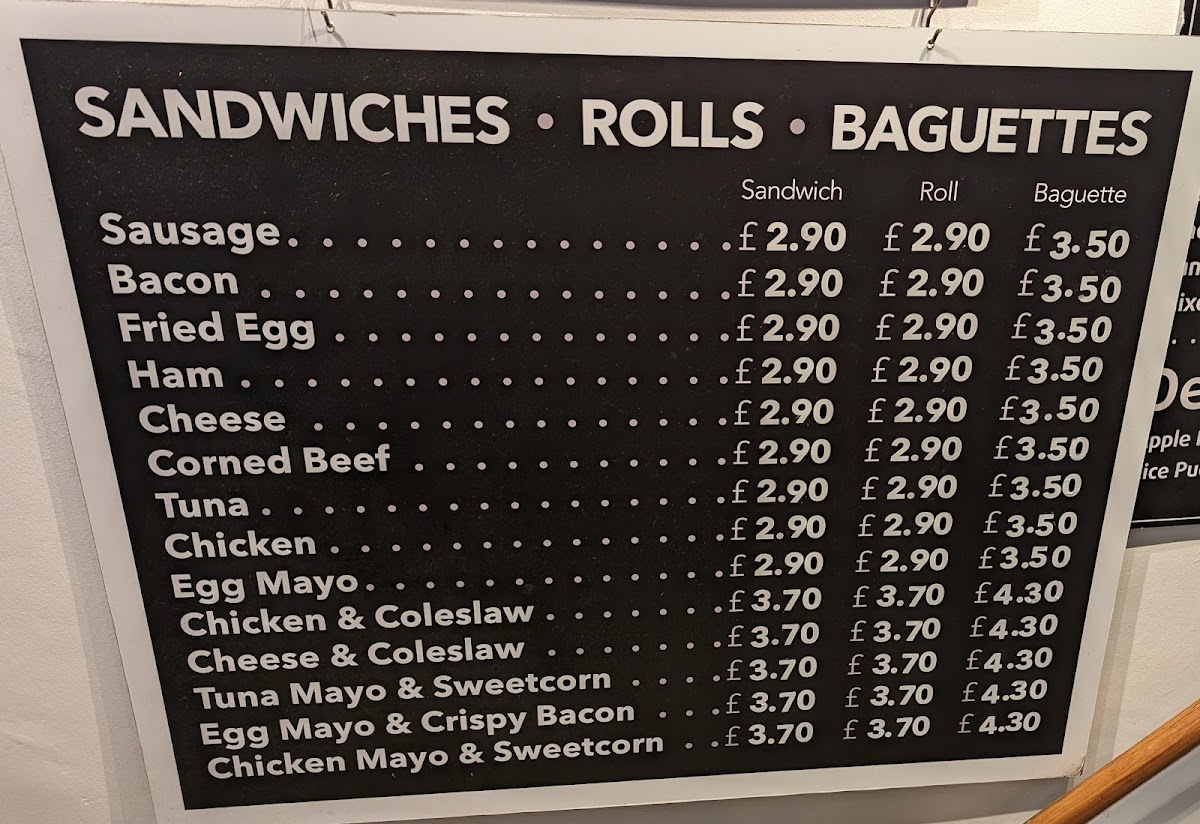 SANDWICHES • ROLLS • BAGUETTES
Sandwich Roll Baguette
Sausage. . . . . . . . . . . . . . . . . £ 2.90 £ 2.90 £ 3.50
Bacon . . . . . . . . . . . . . . . . . . £ 2.90 £ 2.90 £ 3.50
Fried Egg . . . . . . . . . . . . . . . £ 2.90 £ 2.90 £ 3.50
Ham . . . . . . . . . . . . . . . . . . . £ 2.90 £ 2.90 £ 3.50
Cheese . . . . . . . . . . . . . . . . . £ 2.90 £ 2.90 £ 3.50
Corned Beef . . . . . . . . . . . . . £ 2.90 £ 2.90 £ 3.50
Tuna . . . . . . . . . . . . . . . . . . . £ 2.90 £ 2.90 £ 3.50
Chicken . . . . . . . . . . . . . . . . . £ 2.90 £ 2.90 £ 3.50
Egg Mayo. . . . . . . . . . . . . . . £ 2.90 £ 2.90 £ 3.50
Chicken & Coleslaw . . . . . . . £ 3.70 £ 3.70 £ 4.30
Cheese & Coleslaw . . . . . . . £ 3.70 £ 3.70 £ 4.30
Tuna Mayo & Sweetcorn . . . . £ 3.70 £ 3.70 £ 4.30
Egg Mayo & Crispy Bacon . . . £ 3.70 £ 3.70 £ 4.30
Chicken Mayo & Sweetcorn . . £ 3.70 £ 3.70 £ 4.30